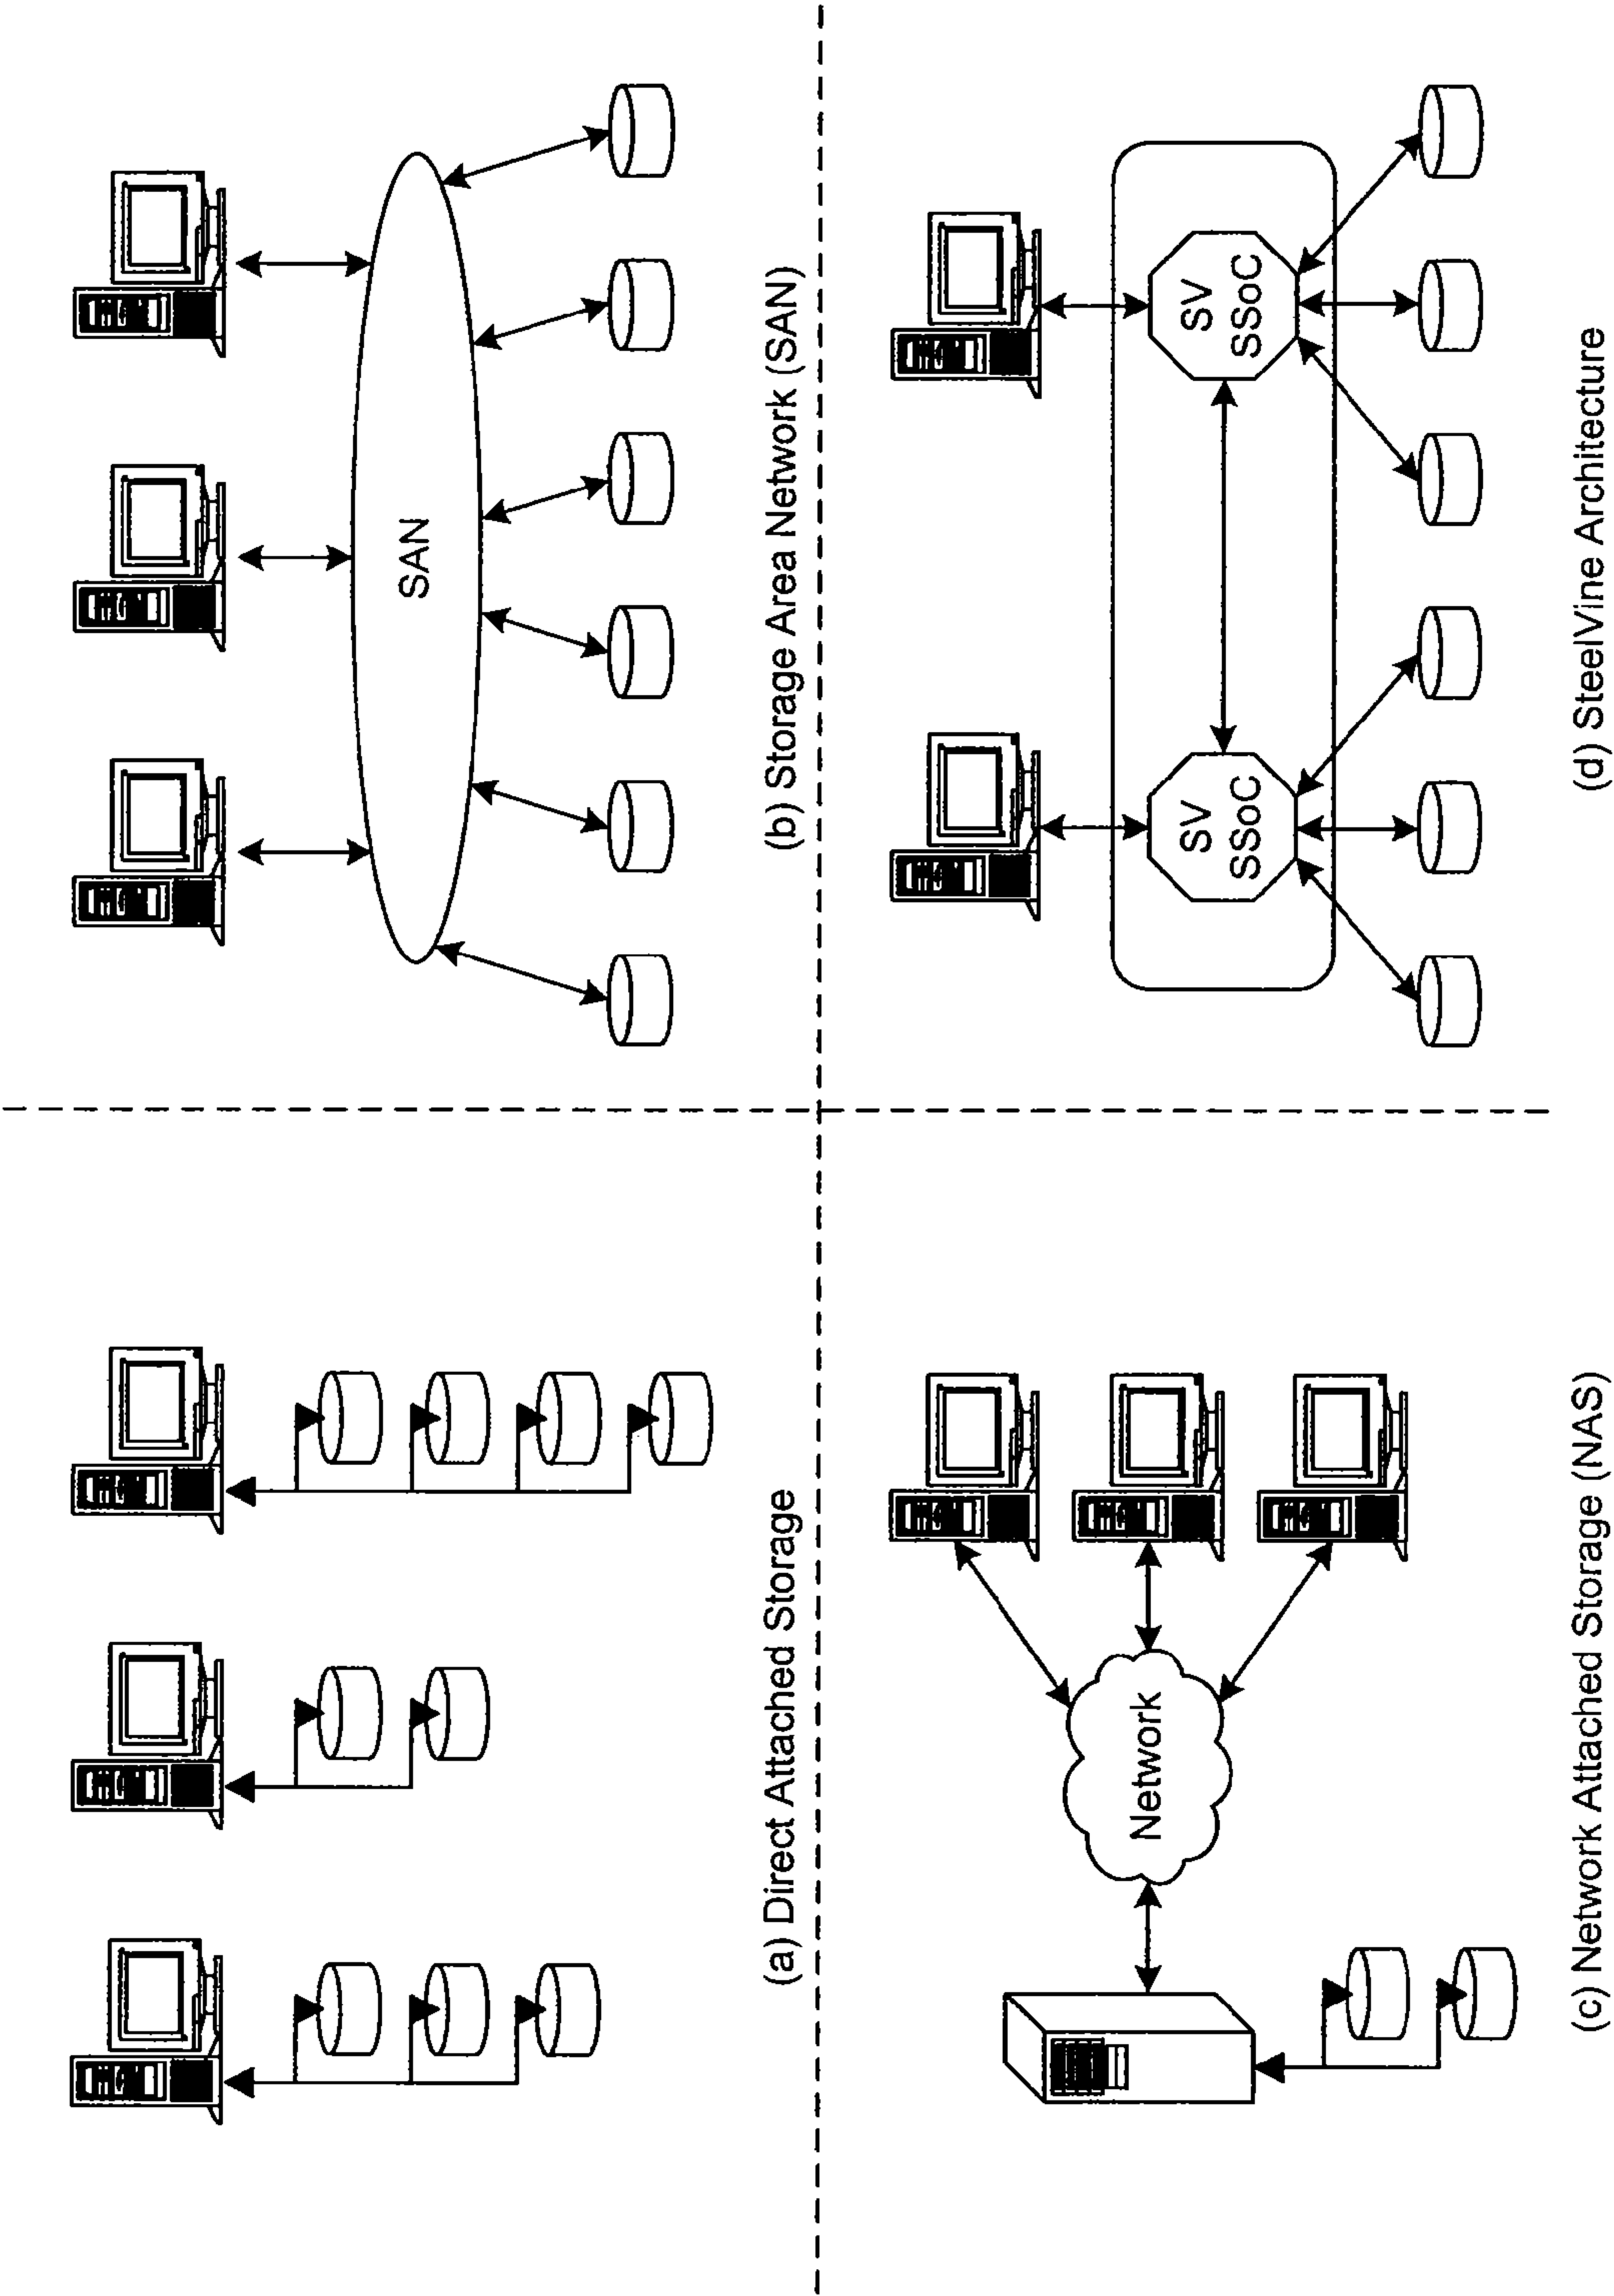 (a) Direct Attached Storage
SAN
(b) Storage Area Network (SAN)
Network
(c) Network Attached Storage (NAS)
SV
SSoC
SV
SSoC
(d) SteelVine Architecture